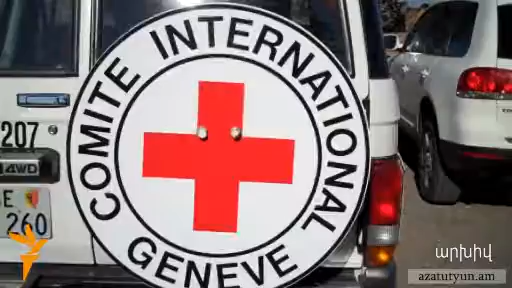 COMITE INTERNATIONAL
GENEVE
207
4WD
E
260
արխիվ
azatutyun.am